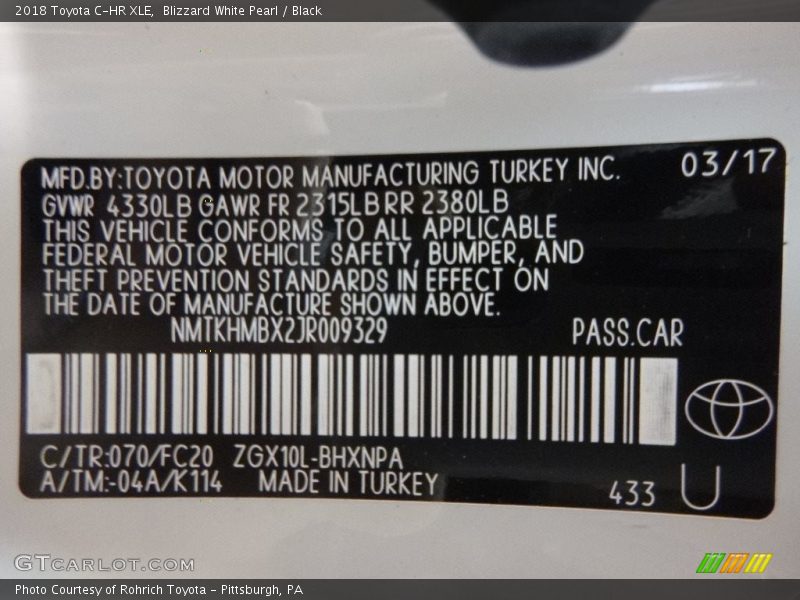 2018 Toyota C-HR XLE,  Blizzard White Pearl / Black
MFD.BY:TOYOTA MOTOR MANUFACTURING TURKEY INC. 03/17
GVWR 4330LB GAWR FR 2315LB RR 2380LB
THIS VEHICLE CONFORMS TO ALL APPLICABLE
FEDERAL MOTOR VEHICLE SAFETY, BUMPER, AND
THEFT PREVENTION STANDARDS IN EFFECT ON
THE DATE OF MANUFACTURE SHOWN ABOVE.
NMTKHMBX2JR009329 PASS.CAR
C/TR:070/FC20 ZGX10L-BHXNPA
A/TM:-04A/K114 MADE IN TURKEY
433 U
GTCARLOT.COM
Photo Courtesy of Rohrich Toyota - Pittsburgh, PA